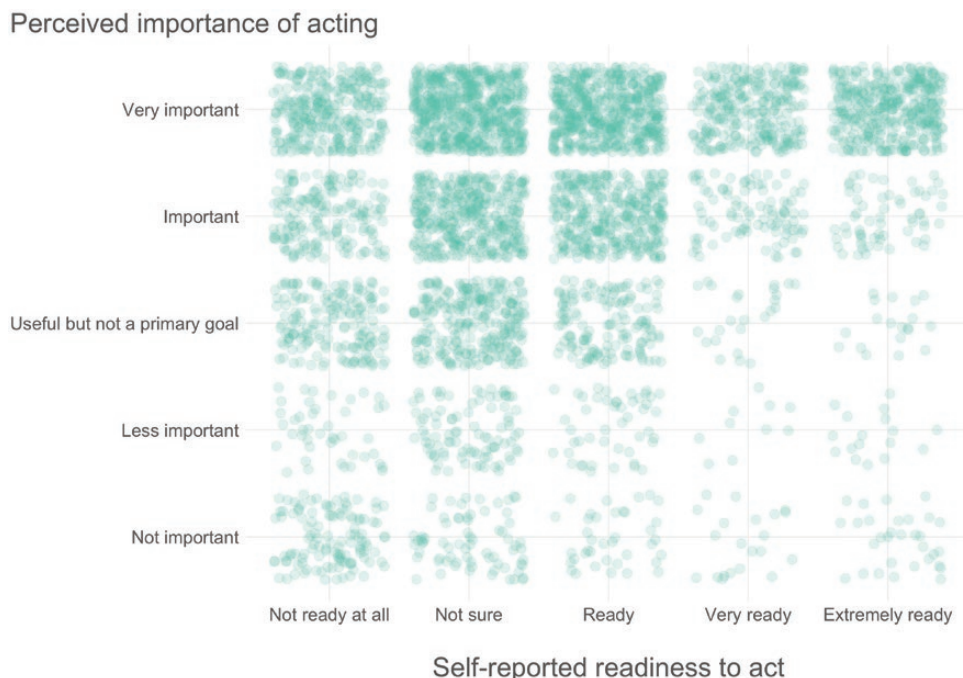 Perceived importance of acting
Very important
Important
Useful but not a primary goal
Less important
Not important
Not ready at all
Not sure
Ready
Very ready
Extremely ready
Self-reported readiness to act